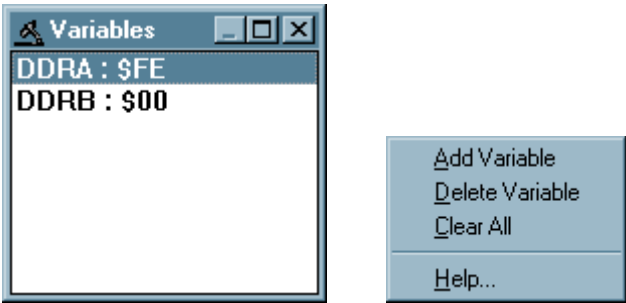 Variables
DDRA : $FE
DDRB : $00
Add Variable
Delete Variable
Clear All
Help...